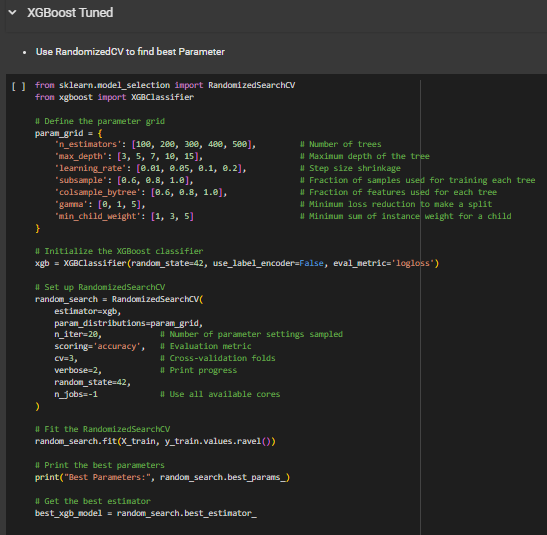 XGBoost Tuned
• Use RandomizedCV to find best Parameter
[ ] from sklearn.model_selection import RandomizedSearchCV
from xgboost import XGBClassifier
# Define the parameter grid
param_grid = {
    'n_estimators': [100, 200, 300, 400, 500],        # Number of trees
    'max_depth': [3, 5, 7, 10, 15],                   # Maximum depth of the tree
    'learning_rate': [0.01, 0.05, 0.1, 0.2],          # Step size shrinkage
    'subsample': [0.6, 0.8, 1.0],                     # Fraction of samples used for training each tree
    'colsample_bytree': [0.6, 0.8, 1.0],              # Fraction of features used for each tree
    'gamma': [0, 1, 5],                               # Minimum loss reduction to make a split
    'min_child_weight': [1, 3, 5]                     # Minimum sum of instance weight for a child
}
# Initialize the XGBoost classifier
xgb = XGBClassifier(random_state=42, use_label_encoder=False, eval_metric='logloss')
# Set up RandomizedSearchCV
random_search = RandomizedSearchCV(
    estimator=xgb,
    param_distributions=param_grid,
    n_iter=20,            # Number of parameter settings sampled
    scoring='accuracy',   # Evaluation metric
    cv=3,                 # Cross-validation folds
    verbose=2,            # Print progress
    random_state=42,
    n_jobs=-1             # Use all available cores
)
# Fit the RandomizedSearchCV
random_search.fit(X_train, y_train.values.ravel())
# Print the best parameters
print("Best Parameters:", random_search.best_params_)
# Get the best estimator
best_xgb_model = random_search.best_estimator_